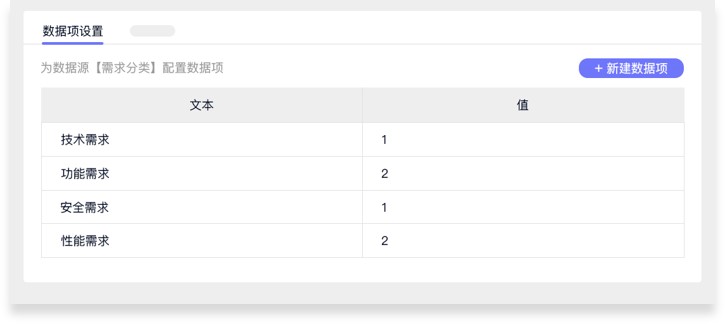 数据项设置
为数据源【需求分类】配置数据项
+ 新建数据项
文本 值
技术需求 1
功能需求 2
安全需求 1
性能需求 2